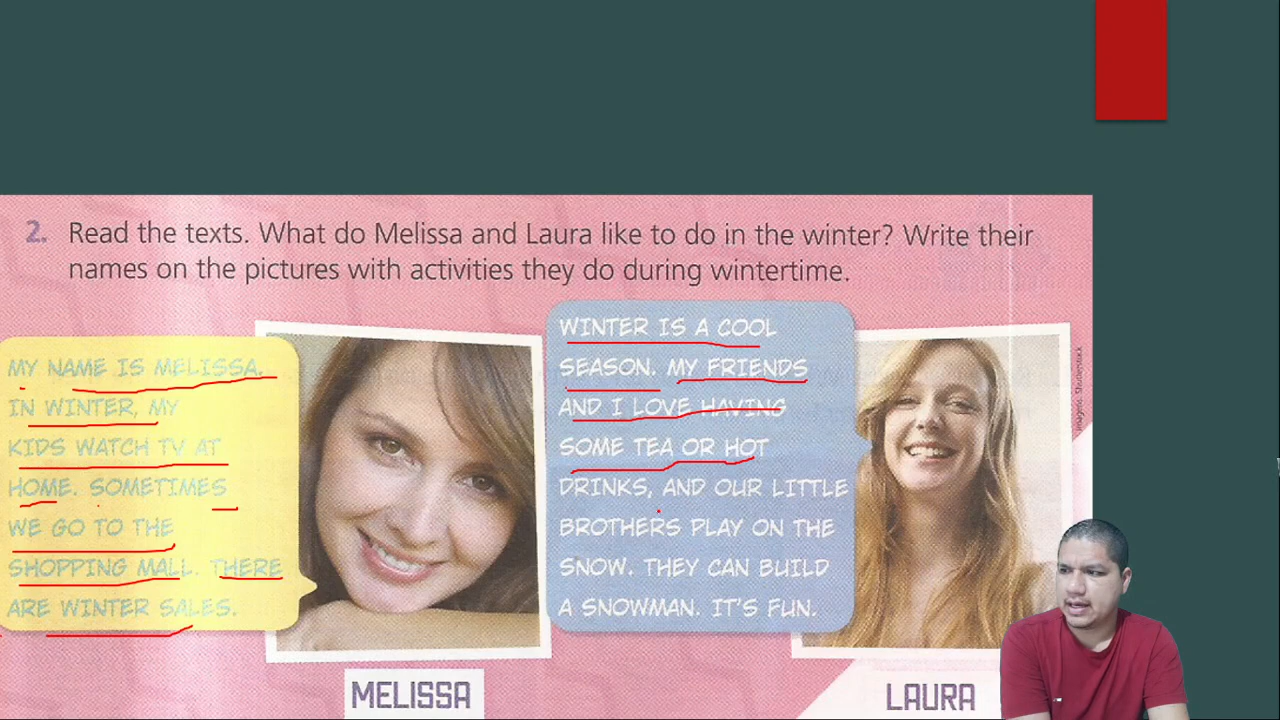 2. Read the texts. What do Melissa and Laura like to do in the winter? Write their
names on the pictures with activities they do during wintertime.
MY NAME IS MELISSA.
IN WINTER, MY
KIDS WATCH TV AT
HOME. SOMETIMES
WE GO TO THE
SHOPPING MALL. THERE
ARE WINTER SALES.
WINTER IS A COOL
SEASON. MY FRIENDS
AND I LOVE HAVING
SOME TEA OR HOT
DRINKS, AND OUR LITTLE
BROTHERS PLAY ON THE
SNOW. THEY CAN BUILD
A SNOWMAN. IT'S FUN.
Imagens: Shutterstock
MELISSA
LAURA